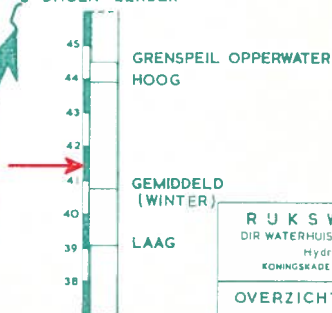 45
GRENSPEIL OPPERWATER
44
HOOG
43
42
41
GEMIDDELD
(WINTER)
40
39
LAAG
38
RUKSW
DIR WATERHUIS
Hydr
KONINGSKADE
OVERZICHT